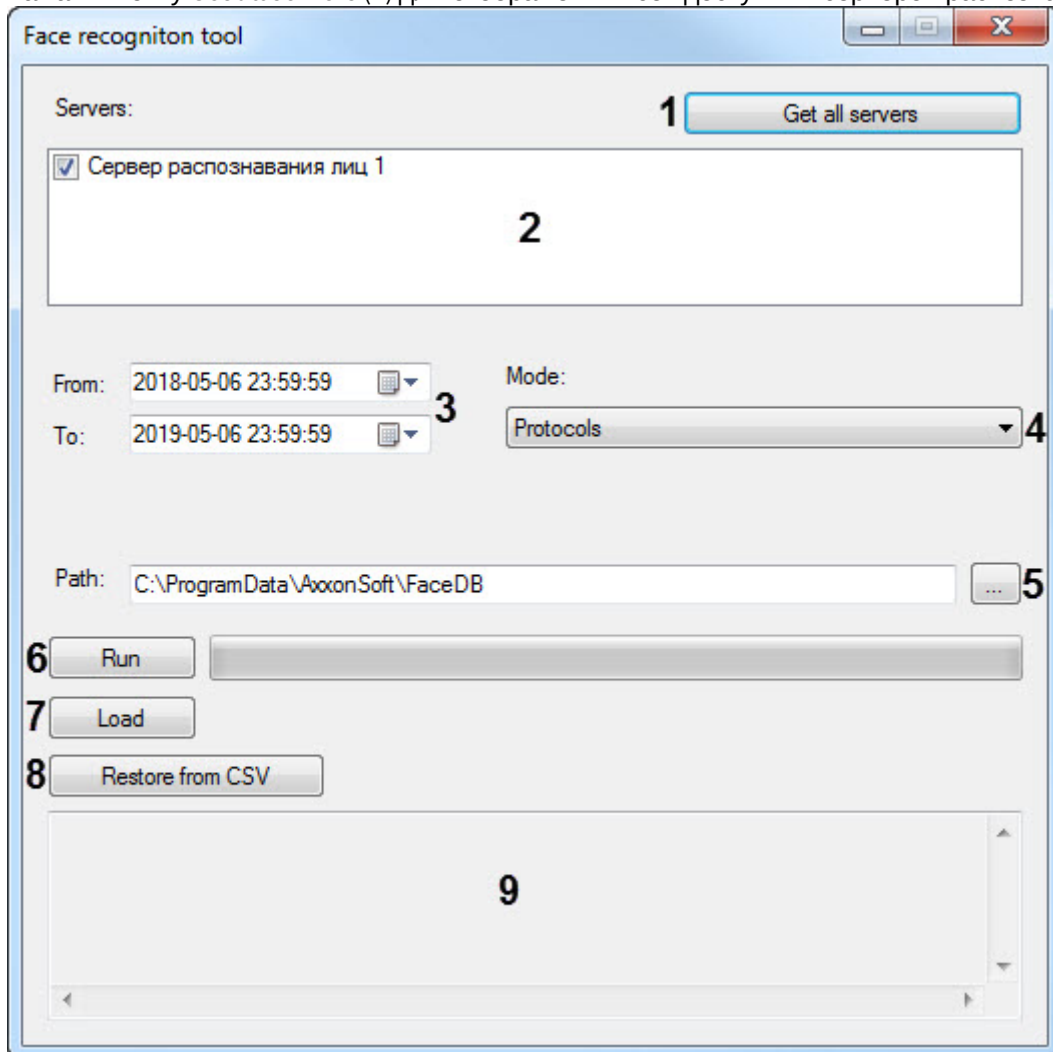 Face recogniton tool
Servers:
1 Get all servers
Сервер распознавания лиц 1
2
From: 2018-05-06 23:59:59
Mode:
3
To: 2019-05-06 23:59:59
Protocols 4
Path: C:\ProgramData\AxxonSoft\FaceDB ... 5
6 Run
7 Load
8 Restore from CSV
9